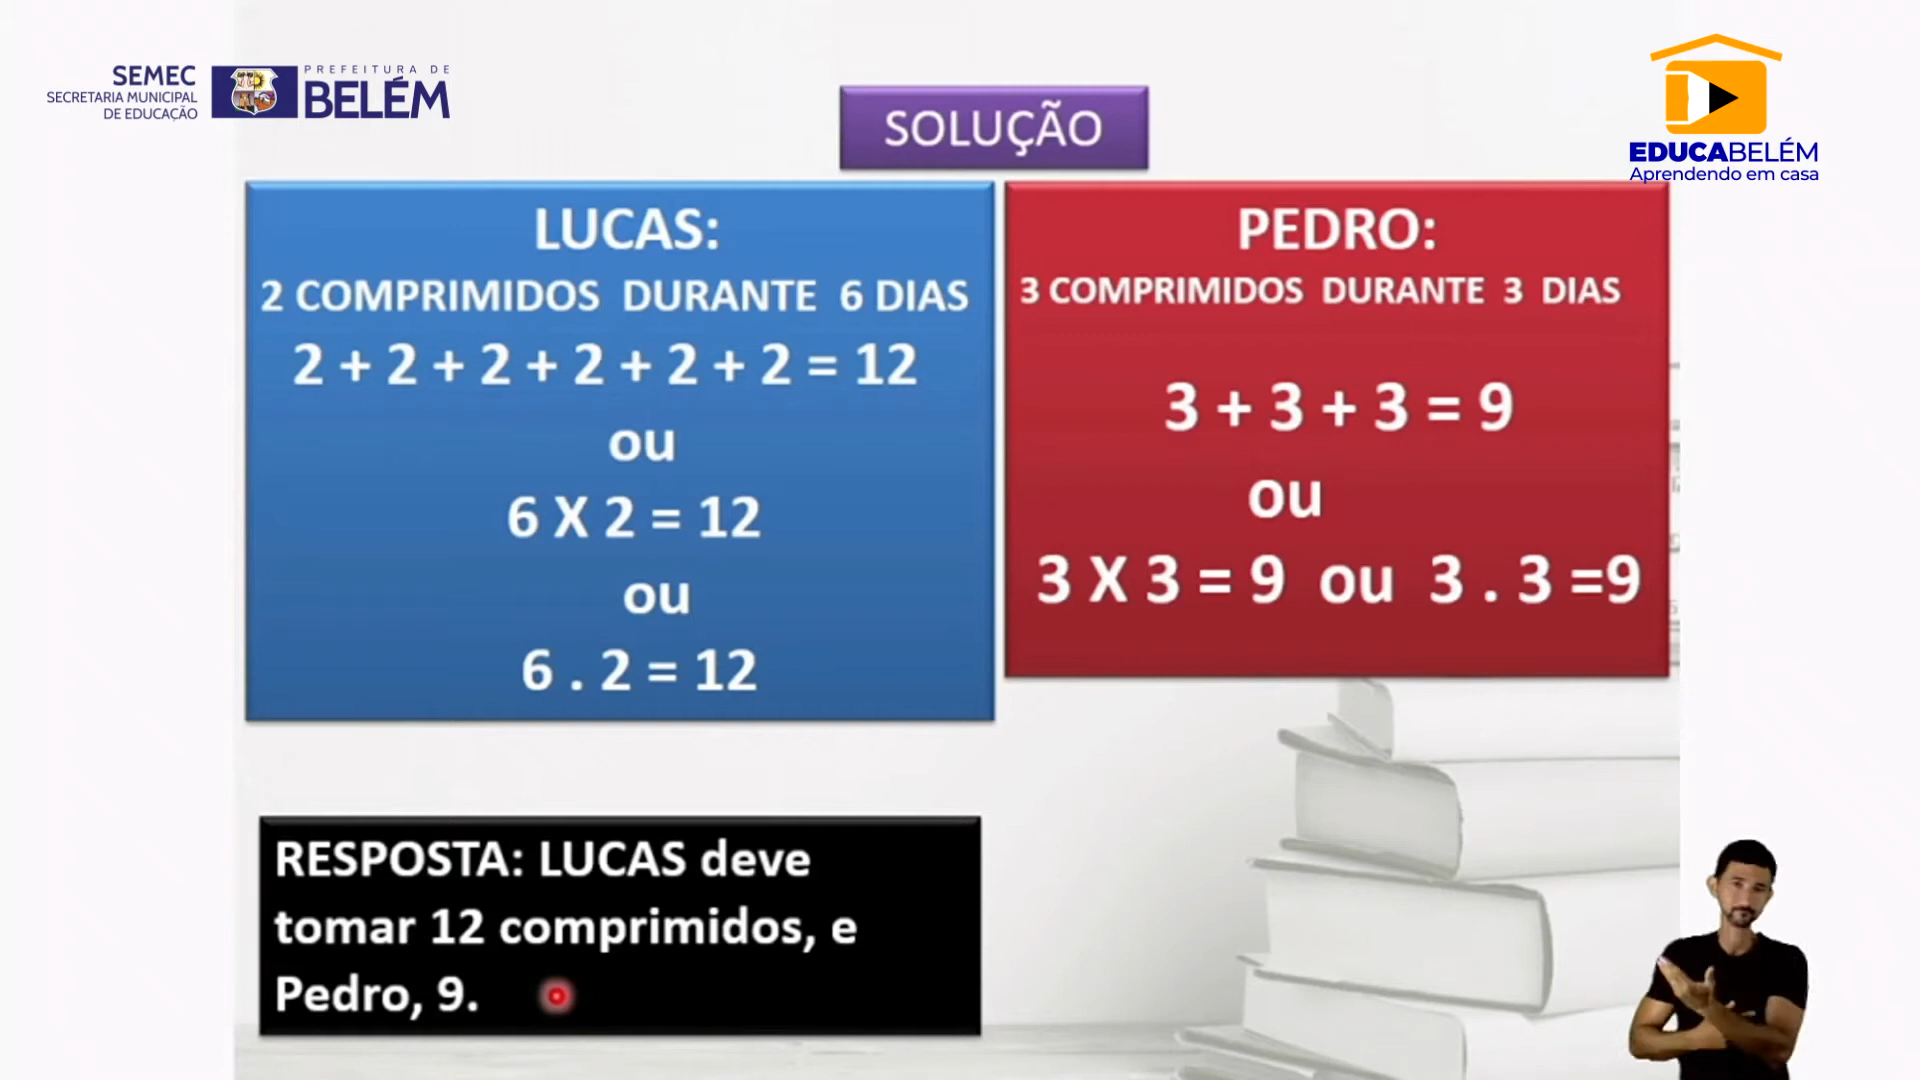 SEMEC
SECRETARIA MUNICIPAL
DE EDUCAÇÃO
PREFEITURA DE
BELÉM
EDUCABELÉM
Aprendendo em casa
SOLUÇÃO
LUCAS:
2 COMPRIMIDOS DURANTE 6 DIAS
2 + 2 + 2 + 2 + 2 + 2 = 12
ou
6 X 2 = 12
ou
6 . 2 = 12
PEDRO:
3 COMPRIMIDOS DURANTE 3 DIAS
3 + 3 + 3 = 9
ou
3 X 3 = 9 ou 3 . 3 =9
RESPOSTA: LUCAS deve
tomar 12 comprimidos, e
Pedro, 9.